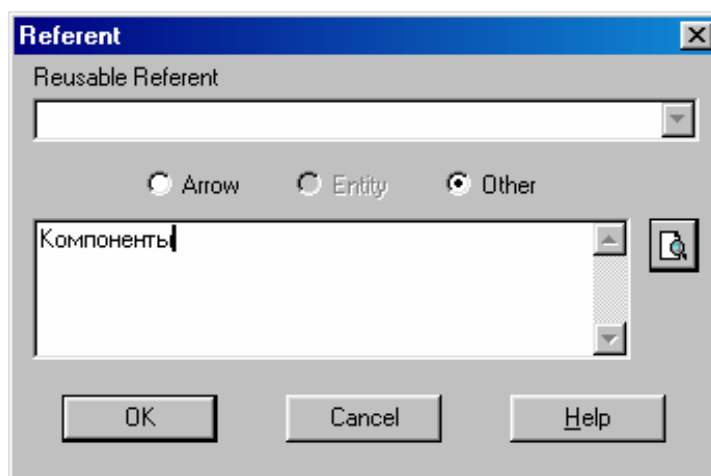 Referent
Reusable Referent
Arrow Entity Other
Компоненты
OK Cancel Help